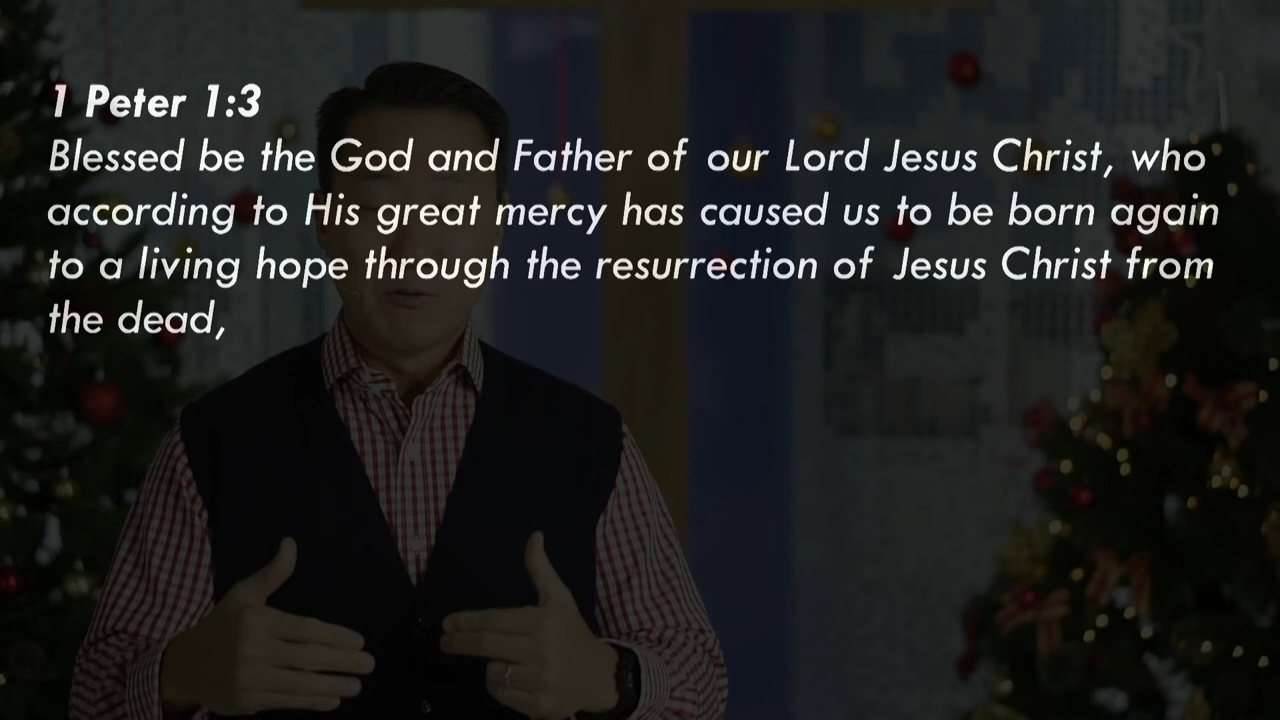 1 Peter 1:3
Blessed be the God and Father of our Lord Jesus Christ, who
according to His great mercy has caused us to be born again
to a living hope through the resurrection of Jesus Christ from
the dead,